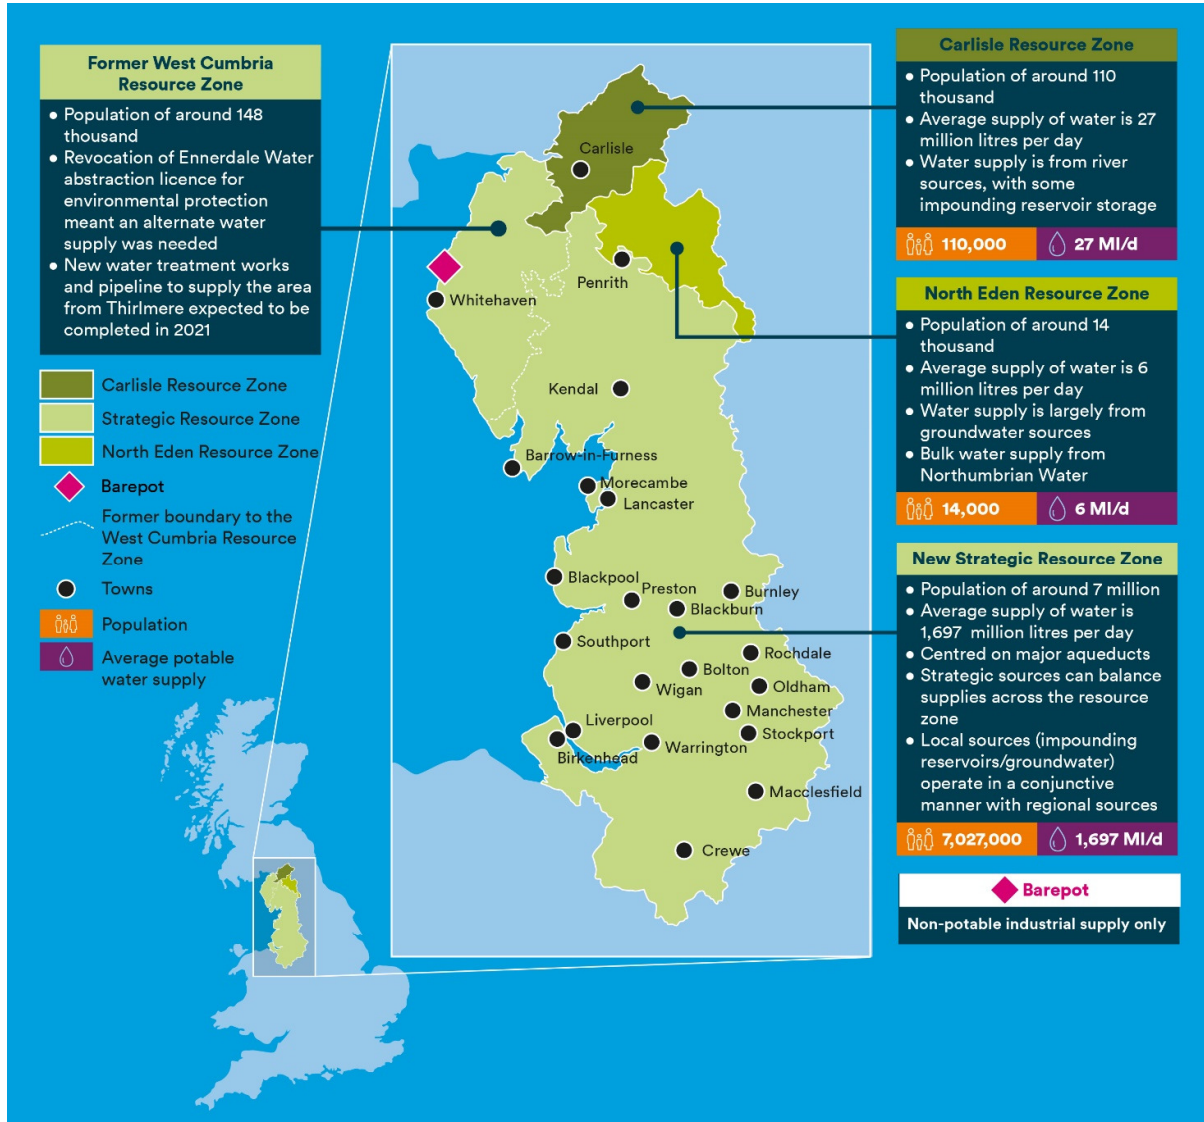 Former West Cumbria
Resource Zone
• Population of around 148
thousand
• Revocation of Ennerdale Water
abstraction licence for
environmental protection
meant an alternate water
supply was needed
• New water treatment works
and pipeline to supply the area
from Thirlmere expected to be
completed in 2021
Carlisle Resource Zone
Strategic Resource Zone
North Eden Resource Zone
Barepot
Former boundary to the
West Cumbria Resource
Zone
Towns
Population
Average potable
water supply
Carlisle
Penrith
Whitehaven
Kendal
Barrow-in-Furness
Morecambe
Lancaster
Blackpool
Preston
Burnley
Blackburn
Southport
Rochdale
Bolton
Wigan
Oldham
Manchester
Liverpool
Stockport
Birkenhead
Warrington
Macclesfield
Crewe
Carlisle Resource Zone
• Population of around 110
thousand
• Average supply of water is 27
million litres per day
• Water supply is from river
sources, with some
impounding reservoir storage
110,000 27 Ml/d
North Eden Resource Zone
• Population of around 14
thousand
• Average supply of water is 6
million litres per day
• Water supply is largely from
groundwater sources
• Bulk water supply from
Northumbrian Water
14,000 6 Ml/d
New Strategic Resource Zone
• Population of around 7 million
• Average supply of water is
1,697 million litres per day
• Centred on major aqueducts
• Strategic sources can balance
supplies across the resource
zone
• Local sources (impounding
reservoirs/groundwater)
operate in a conjunctive
manner with regional sources
7,027,000 1,697 Ml/d
Barepot
Non-potable industrial supply only